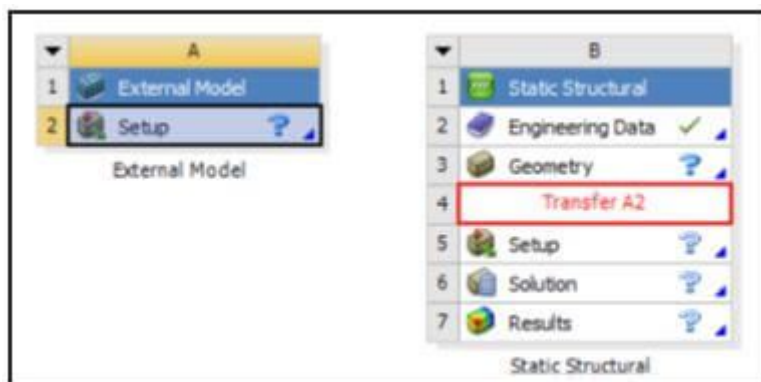 A
1 External Model
2 Setup ?
External Model
B
1 Static Structural
2 Engineering Data ✓
3 Geometry ?
4 Transfer A2
5 Setup ?
6 Solution ?
7 Results ?
Static Structural